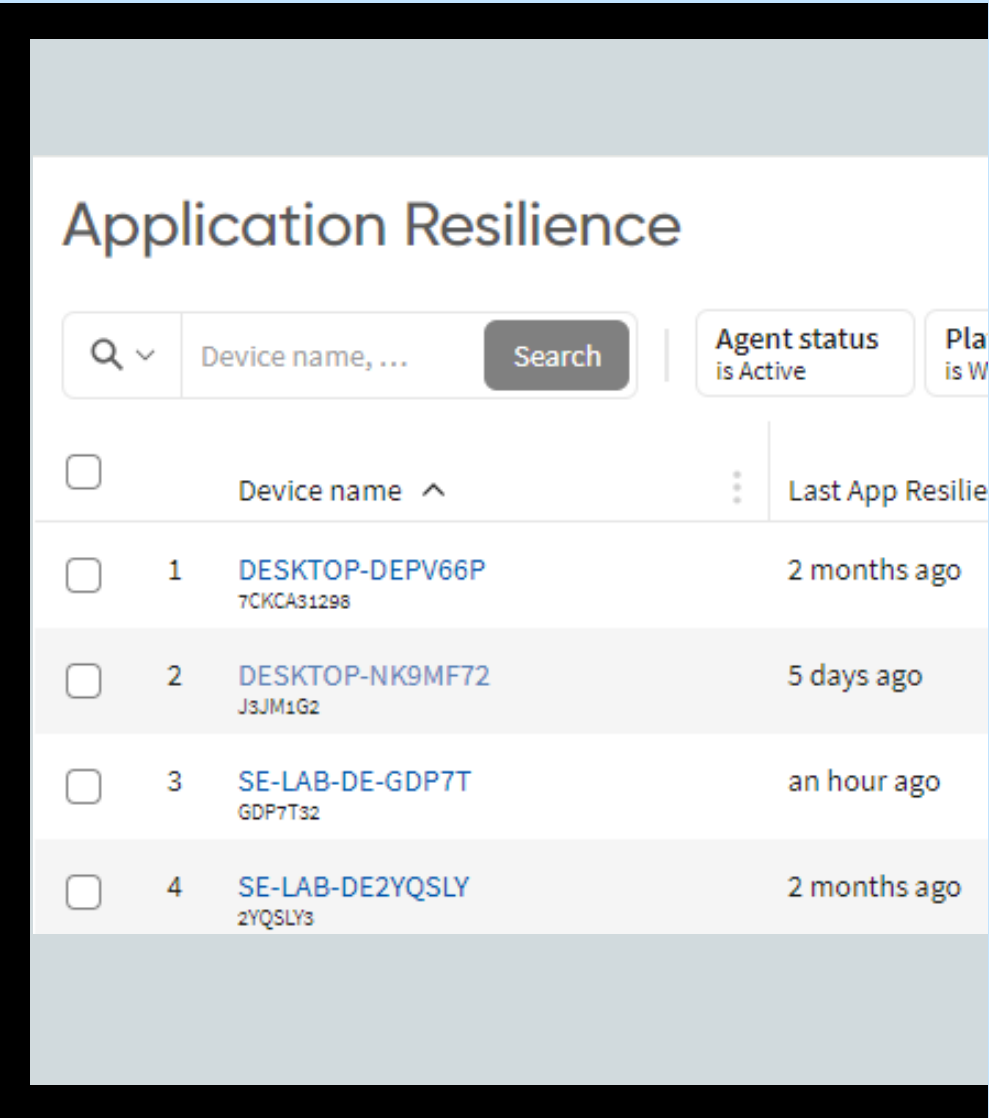 Application Resilience
Device name, ... Search
Agent status
is Active
Pla
is W
Device name Last App Resilie
1 DESKTOP-DEPV66P 2 months ago
7CKCA31298
2 DESKTOP-NK9MF72 5 days ago
J3JM1G2
3 SE-LAB-DE-GDP7T an hour ago
GDP7T32
4 SE-LAB-DE2YQSLY 2 months ago
2YQSLY3